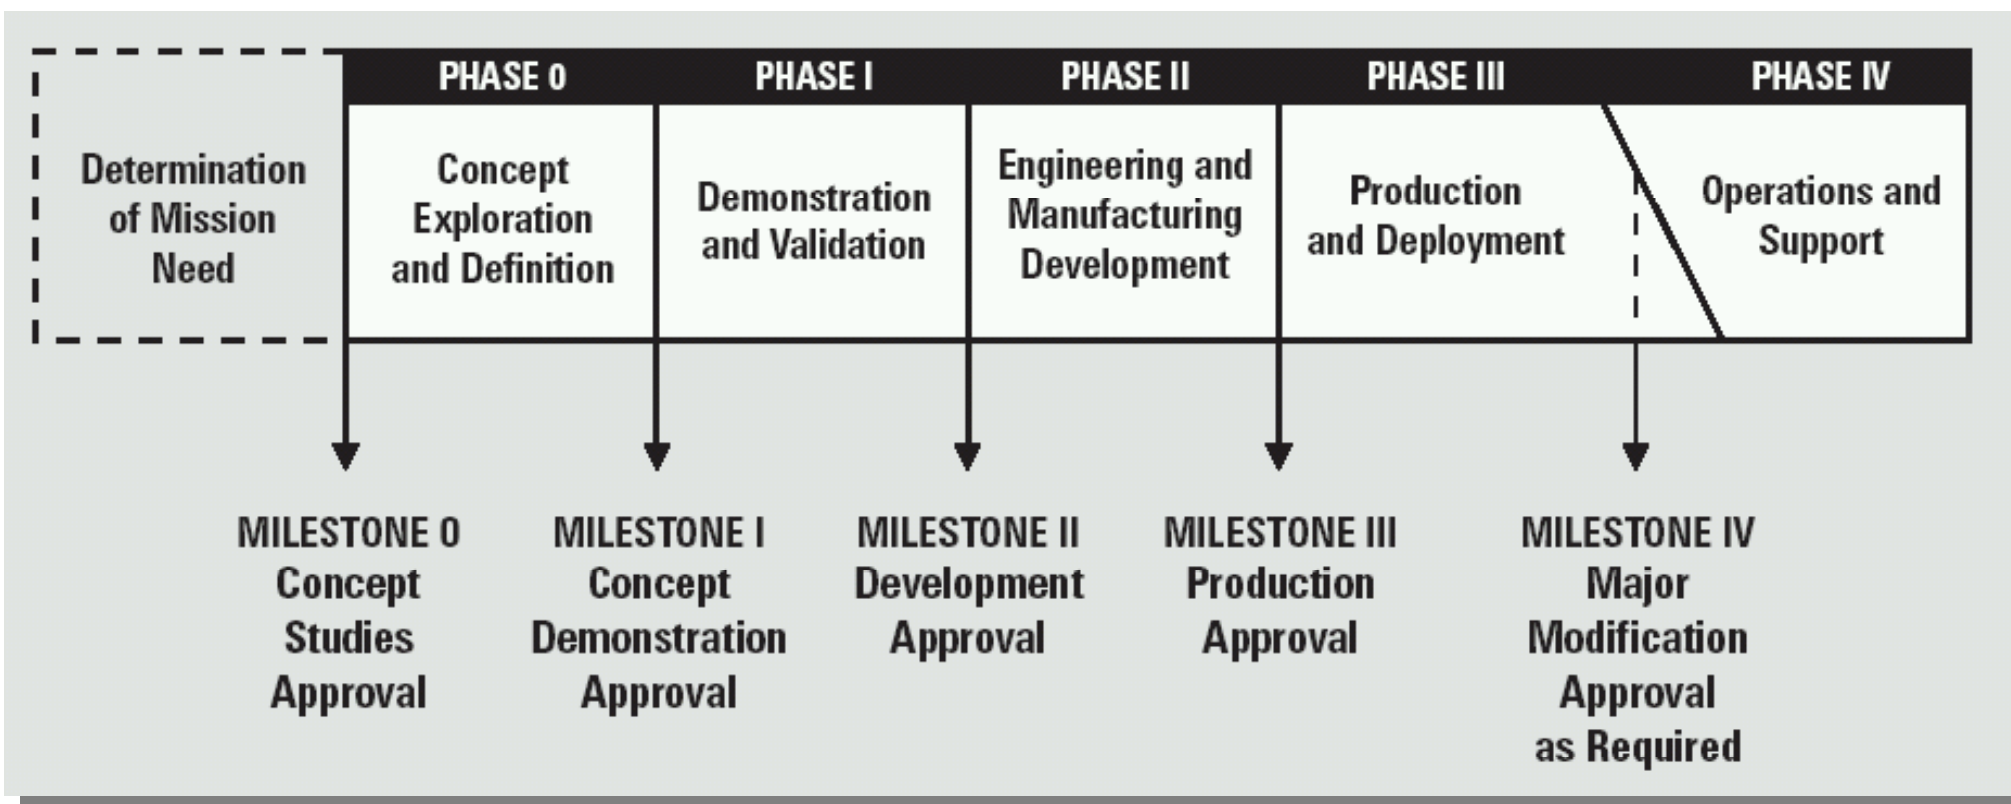 PHASE 0
PHASE I
PHASE II
PHASE III
PHASE IV
Determination
of Mission
Need
Concept
Exploration
and Definition
Demonstration
and Validation
Engineering and
Manufacturing
Development
Production
and Deployment
Operations and
Support
MILESTONE 0
Concept
Studies
Approval
MILESTONE I
Concept
Demonstration
Approval
MILESTONE II
Development
Approval
MILESTONE III
Production
Approval
MILESTONE IV
Major
Modification
Approval
as Required